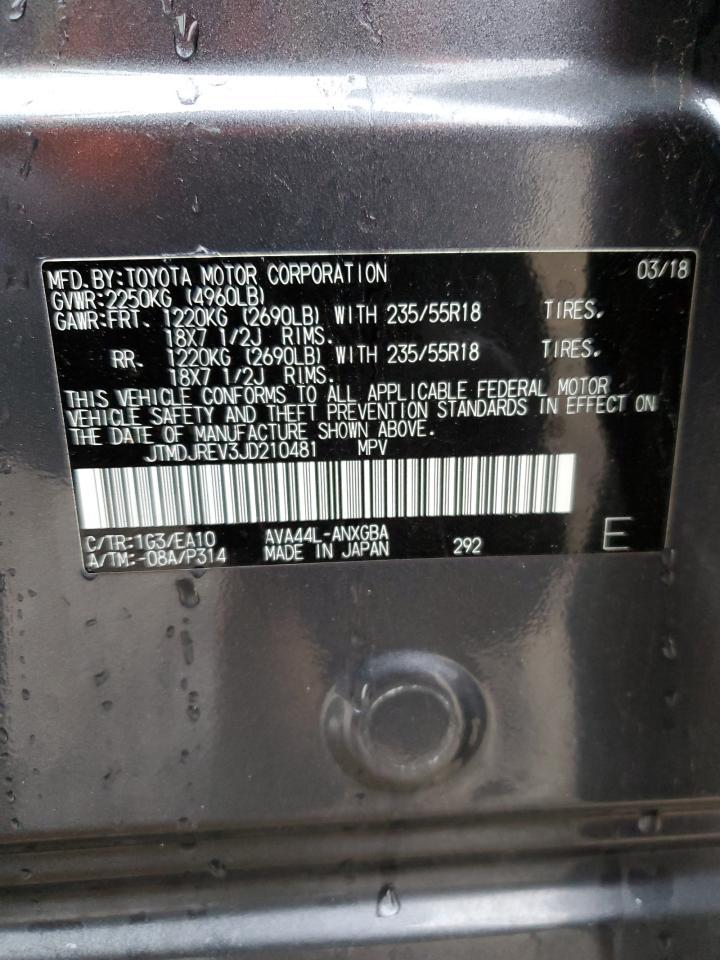 MFD.BY:TOYOTA MOTOR CORPORATION 03/18
GVWR:2250KG (4960LB)
GAWR:FRT. 1220KG (2690LB) WITH 235/55R18 TIRES.
18X7 1/2J RIMS.
RR. 1220KG (2690LB) WITH 235/55R18 TIRES.
18X7 1/2J RIMS.
THIS VEHICLE CONFORMS TO ALL APPLICABLE FEDERAL MOTOR
VEHICLE SAFETY AND THEFT PREVENTION STANDARDS IN EFFECT ON
THE DATE OF MANUFACTURE SHOWN ABOVE.
JTMDJREV3JD210481 MPV
C/TR:1G3/EA10 AVA44L-ANXGBA
A/TM:-08A/P314 MADE IN JAPAN 292 E